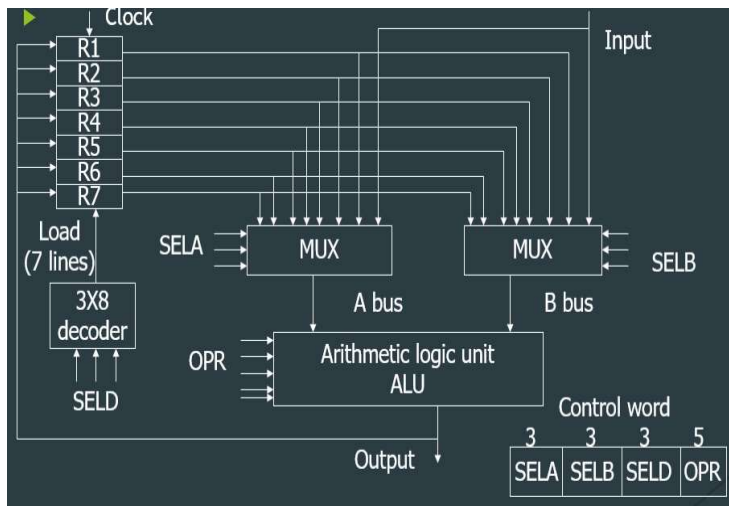 Clock
Input
R1
R2
R3
R4
R5
R6
R7
Load
(7 lines)
SELA
MUX
MUX
SELB
3X8
decoder
A bus
B bus
SELD
OPR
Arithmetic logic unit
ALU
Control word
3 3 3 5
SELA SELB SELD OPR
Output